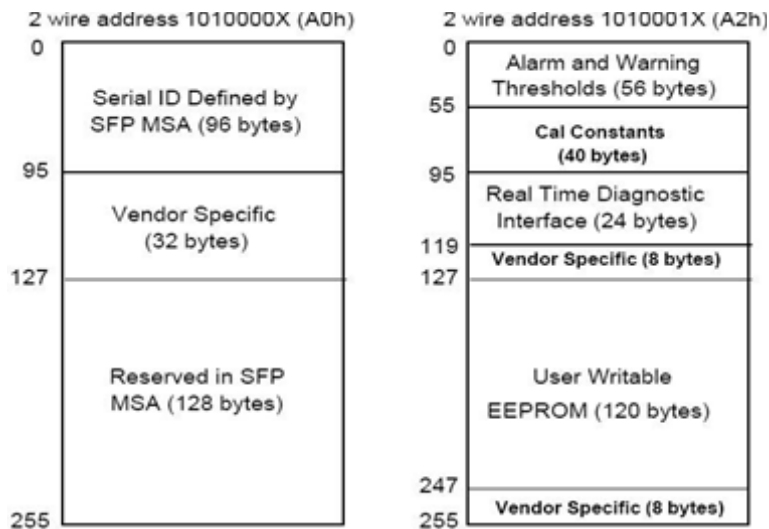 2 wire address 1010000X (A0h)
0
Serial ID Defined by
SFP MSA (96 bytes)
95
Vendor Specific
(32 bytes)
127
Reserved in SFP
MSA (128 bytes)
255
2 wire address 1010001X (A2h)
0
Alarm and Warning
Thresholds (56 bytes)
55
Cal Constants
(40 bytes)
95
Real Time Diagnostic
Interface (24 bytes)
119
Vendor Specific (8 bytes)
127
User Writable
EEPROM (120 bytes)
247
Vendor Specific (8 bytes)
255